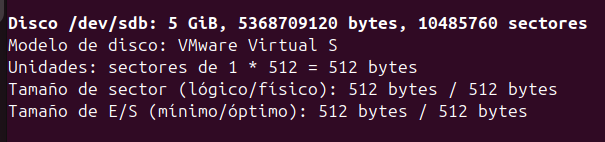 Disco /dev/sdb: 5 GiB, 5368709120 bytes, 10485760 sectores
Modelo de disco: VMware Virtual S
Unidades: sectores de 1 * 512 = 512 bytes
Tamaño de sector (lógico/físico): 512 bytes / 512 bytes
Tamaño de E/S (mínimo/óptimo): 512 bytes / 512 bytes